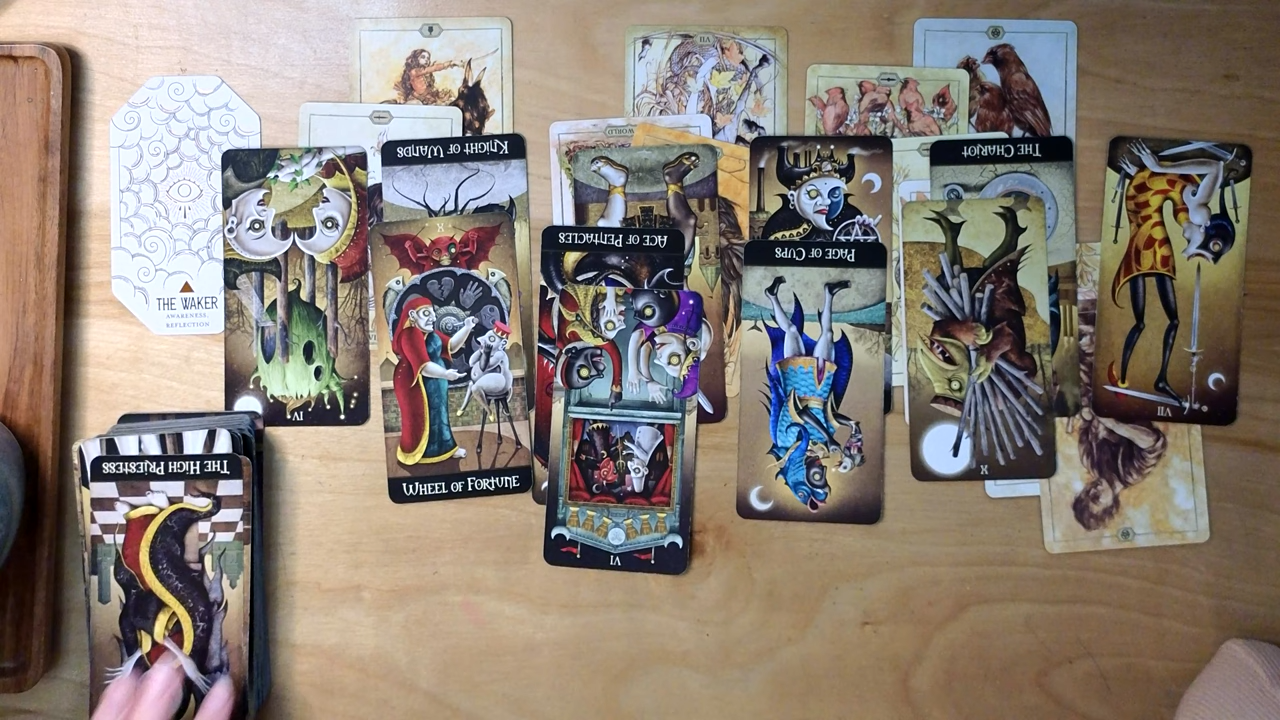 VII
WORLD
KNIGHT OF WANDS
THE CHARIOT
X
ACE OF PENTACLES
PAGE OF CUPS
THE WAKER
AWARENESS,
REFLECTION
IV
VII
THE HIGH PRIESTESS
X
WHEEL OF FORTUNE
VI